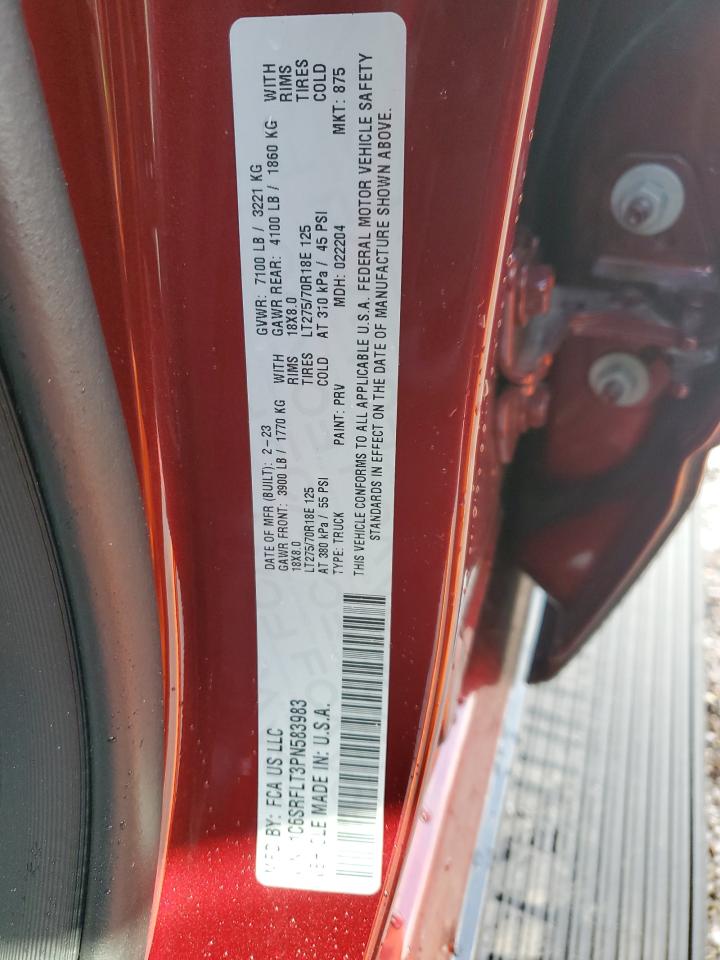 MFD BY: FCA US LLC
1C6SRFLT3PN583983
VEHICLE MADE IN: U.S.A.
DATE OF MFR (BUILT): 2-23 GVWR: 7100 LB / 3221 KG
GAWR FRONT: 3900 LB / 1770 KG WITH GAWR REAR: 4100 LB / 1860 KG WITH
18X8.0 RIMS 18X8.0 RIMS
LT275/70R18E 125 TIRES LT275/70R18E 125 TIRES
AT 380 kPa / 55 PSI COLD AT 310 kPa / 45 PSI COLD
TYPE: TRUCK PAINT: PRV MDH: 022204 MKT: 875
THIS VEHICLE CONFORMS TO ALL APPLICABLE U.S.A. FEDERAL MOTOR VEHICLE SAFETY
STANDARDS IN EFFECT ON THE DATE OF MANUFACTURE SHOWN ABOVE.